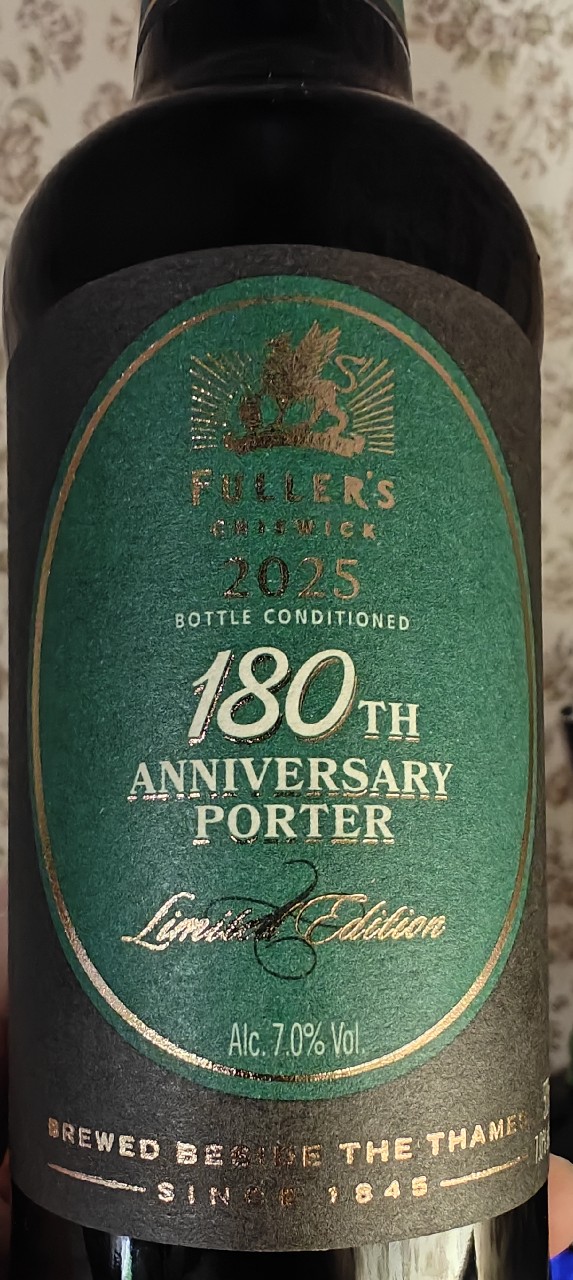 FULLER'S
CHISWICK
2025
BOTTLE CONDITIONED
180TH
ANNIVERSARY
PORTER
Limited Edition
Alc. 7.0% Vol.
BREWED BESIDE THE THAMES
SINCE 1845